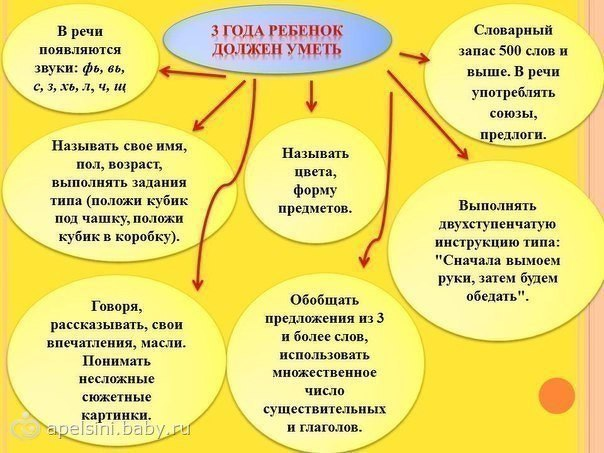 3 ГОДА РЕБЕНОК
ДОЛЖЕН УМЕТЬ
В речи
появляются
звуки: фь, вь,
с, з, хь, л, ч, щ
Словарный
запас 500 слов и
выше. В речи
употреблять
союзы,
предлоги.
Называть свое имя,
пол, возраст,
выполнять задания
типа (положи кубик
под чашку, положи
кубик в коробку).
Называть
цвета,
форму
предметов.
Выполнять
двухступенчатую
инструкцию типа:
"Сначала вымоем
руки, затем будем
обедать".
Говоря,
рассказывать, свои
впечатления, масли.
Понимать
несложные
сюжетные
картинки.
Обобщать
предложения из 3
и более слов,
использовать
множественное
число
существительных
и глаголов.
apelsini.baby.ru